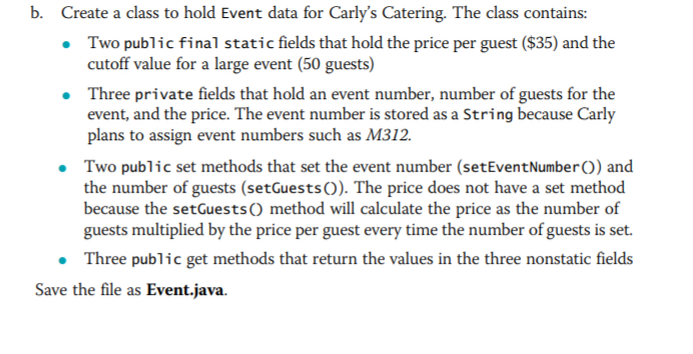 b. Create a class to hold Event data for Carly’s Catering. The class contains:
• Two public final static fields that hold the price per guest ($35) and the
cutoff value for a large event (50 guests)
• Three private fields that hold an event number, number of guests for the
event, and the price. The event number is stored as a String because Carly
plans to assign event numbers such as M312.
• Two public set methods that set the event number (setEventNumber()) and
the number of guests (setGuests()). The price does not have a set method
because the setGuests() method will calculate the price as the number of
guests multiplied by the price per guest every time the number of guests is set.
• Three public get methods that return the values in the three nonstatic fields
Save the file as Event.java.